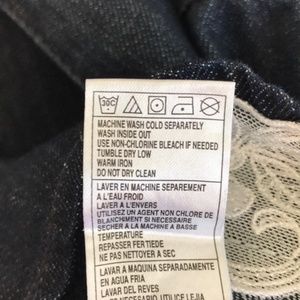 30C
MACHINE WASH COLD SEPARATELY
WASH INSIDE OUT
USE NON-CHLORINE BLEACH IF NEEDED
TUMBLE DRY LOW
WARM IRON
DO NOT DRY CLEAN
LAVER EN MACHINE SEPAREMENT
A L'EAU FROID
LAVER A L'ENVERS
UTILISEZ UN AGENT NON CHLORE DE
BLANCHIMENT SI NECESSAIRE
SECHER A LA MACHINE A BASSE
TEMPERATURE
REPASSER FER TIEDE
NE PAS NETTOYER A SEC
LAVAR A MAQUINA SEPARADAMENTE
EN AGUA FRIA
LAVAR DEL REVES